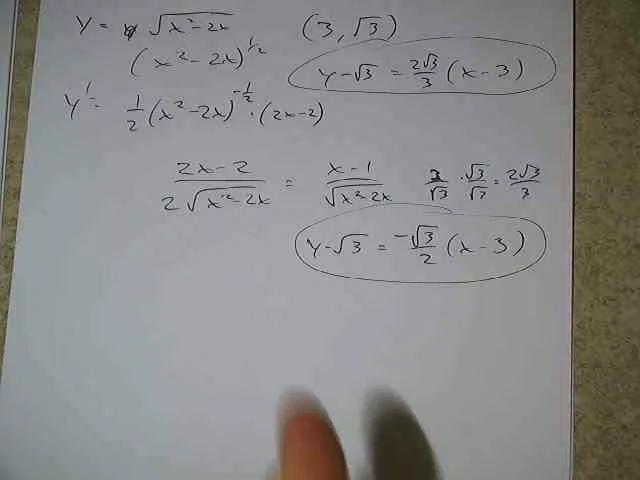 y = √(x² - 2x) (3, √3)
(x² - 2x)^1/2
y - √3 = 2√3/3 (x - 3)
y' = 1/2 (x² - 2x)^-1/2 · (2x - 2)
2x - 2 / 2√(x² - 2x) = x - 1 / √(x² - 2x) 2/√3 · √3/√3 = 2√3/3
y - √3 = -√3/2 (x - 3)